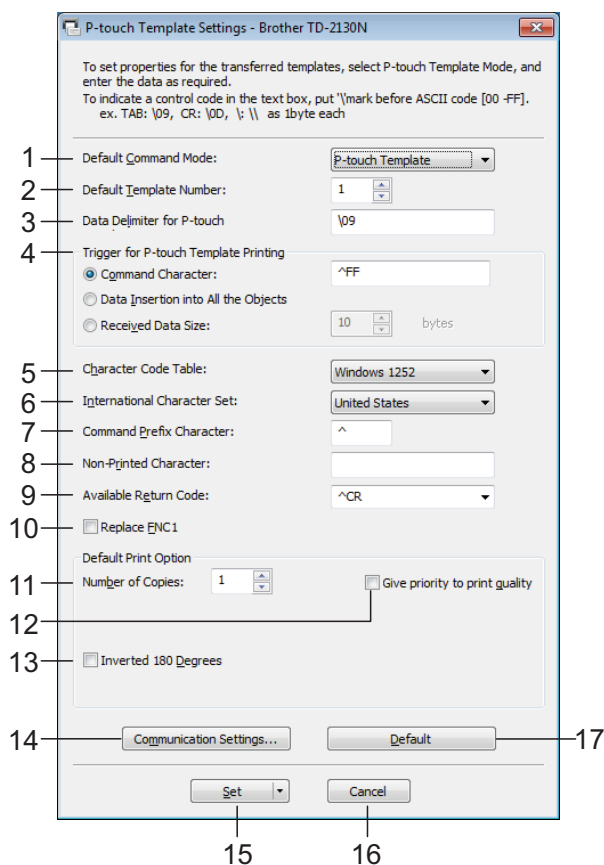 P-touch Template Settings - Brother TD-2130N
To set properties for the transferred templates, select P-touch Template Mode, and
enter the data as required.
To indicate a control code in the text box, put '\'mark before ASCII code [00 -FF].
ex. TAB: \09, CR: \0D, \: \\ as 1byte each
1 Default Command Mode: P-touch Template
2 Default Template Number: 1
3 Data Delimiter for P-touch \09
4 Trigger for P-touch Template Printing
Command Character: ^FF
Data Insertion into All the Objects
Received Data Size: 10 bytes
5 Character Code Table: Windows 1252
6 International Character Set: United States
7 Command Prefix Character: ^
8 Non-Printed Character:
9 Available Return Code: ^CR
10 Replace FNC1
Default Print Option
11 Number of Copies: 1 Give priority to print quality
12
13 Inverted 180 Degrees
14 Communication Settings... Default 17
Set Cancel
15 16